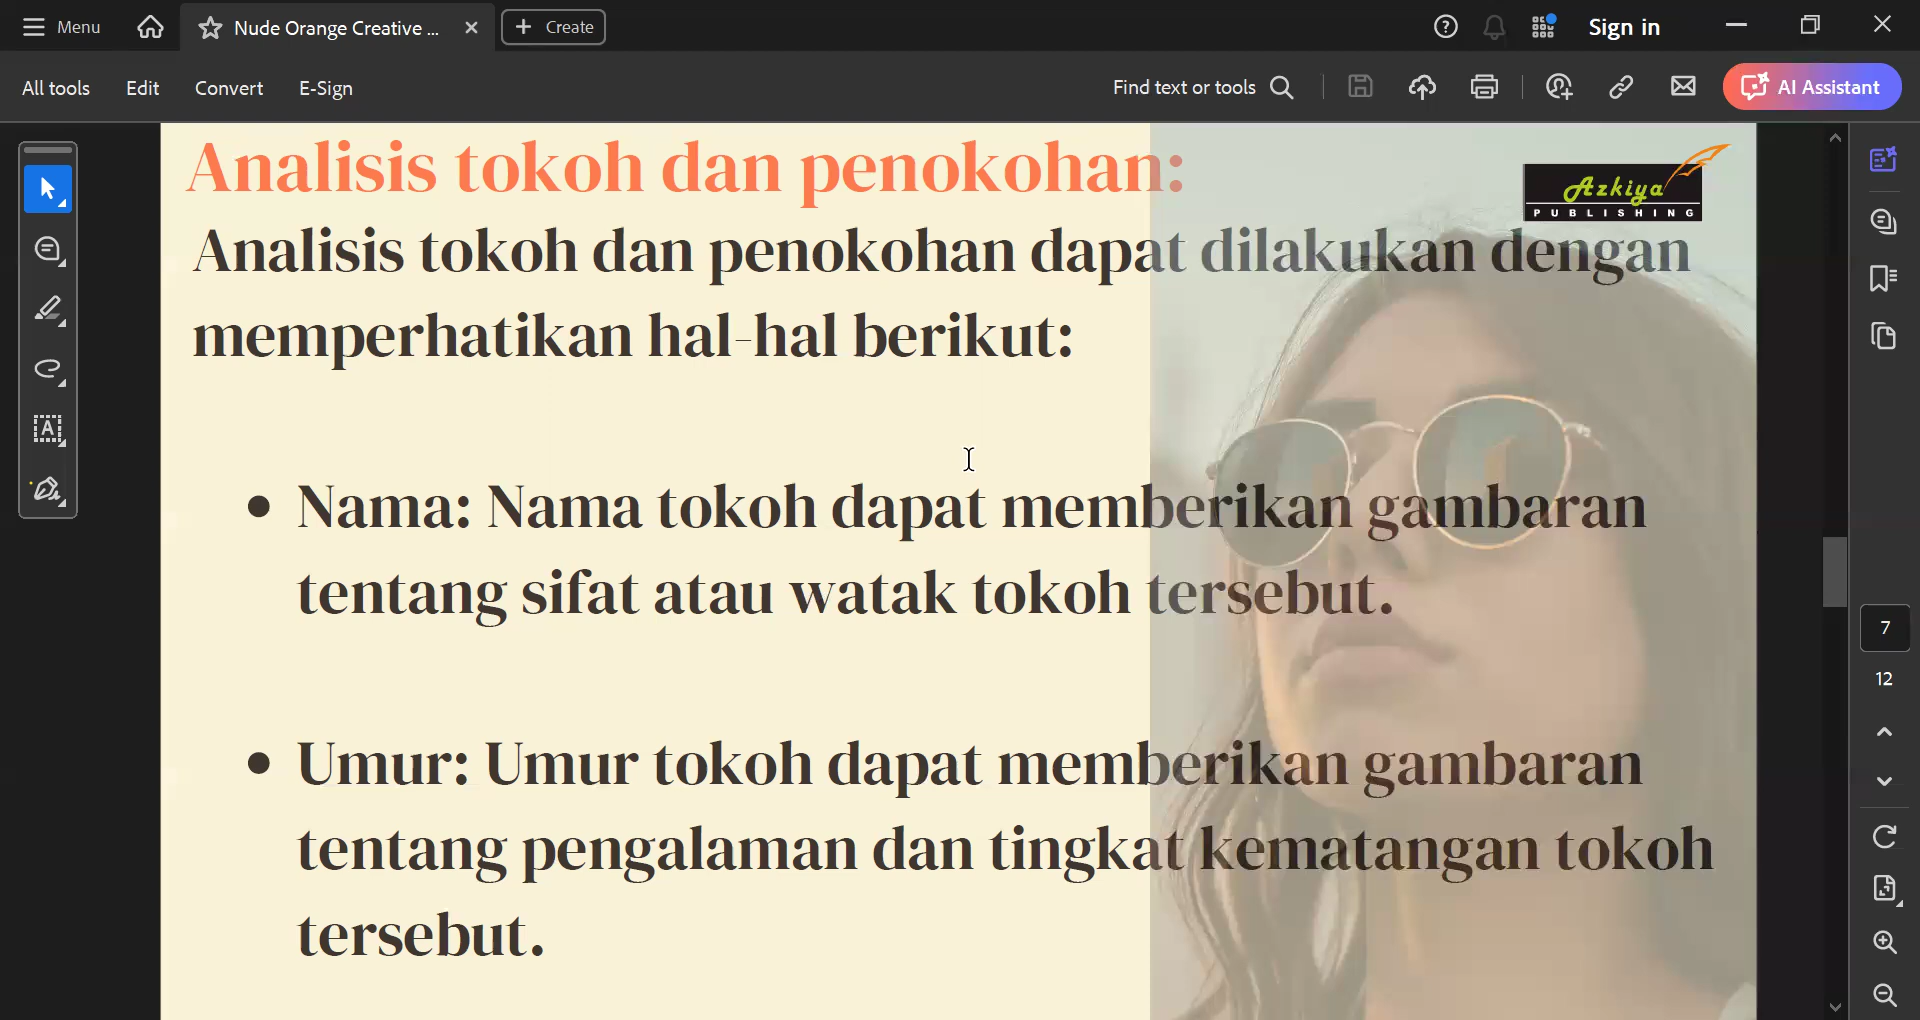 Menu
Nude Orange Creative ...
Create
Sign in
All tools
Edit
Convert
E-Sign
Find text or tools
AI Assistant
Analisis tokoh dan penokohan:
Azkiya
PUBLISHING
Analisis tokoh dan penokohan dapat dilakukan dengan
memperhatikan hal-hal berikut:
• Nama: Nama tokoh dapat memberikan gambaran
tentang sifat atau watak tokoh tersebut.
• Umur: Umur tokoh dapat memberikan gambaran
tentang pengalaman dan tingkat kematangan tokoh
tersebut.
7
12